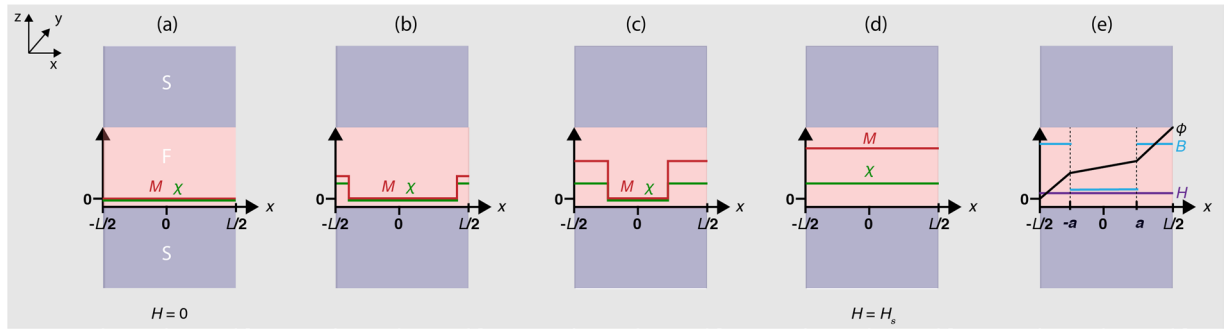 (a) (b) (c) (d) (e)
z
y
x
S
F
M χ
0
-L/2 0 L/2 x
S
H = 0
M χ
0
-L/2 0 L/2 x
M χ
0
-L/2 0 L/2 x
M
χ
0
-L/2 0 L/2 x
H = Hₛ
ϕ
B
H
0
-L/2 -a 0 a L/2 x